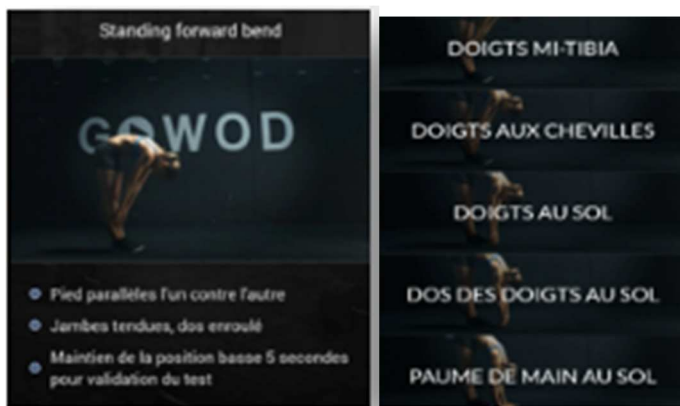 Standing forward bend
GOWOD
Pied parallèles l'un contre l'autre
Jambes tendues, dos enroulé
Maintien de la position basse 5 secondes
pour validation du test
DOIGTS MI-TIBIA
DOIGTS AUX CHEVILLES
DOIGTS AU SOL
DOS DES DOIGTS AU SOL
PAUME DE MAIN AU SOL